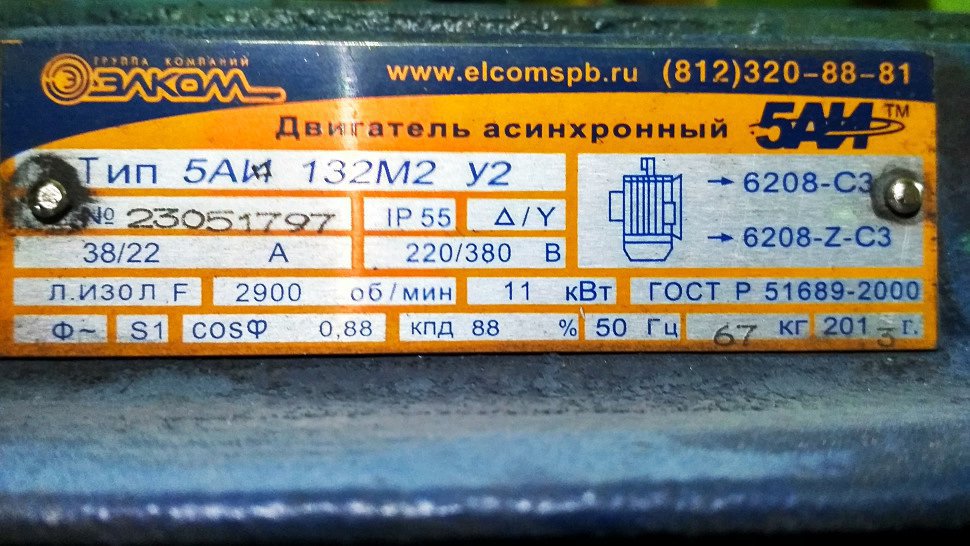 ГРУППА КОМПАНИЙ
ЭЛКОМ
www.elcomspb.ru (812)320-88-81
Двигатель асинхронный 5АИ™
Тип 5АИ 132М2 У2
→ 6208-С3
№ 23051797 IP 55 Δ/Y
→ 6208-Z-C3
38/22 А 220/380 В
Л.ИЗОЛ F 2900 об/мин 11 кВт ГОСТ Р 51689-2000
Ф~ S1 cosφ 0,88 кпд 88 % 50 Гц 67 кг 2013 г.